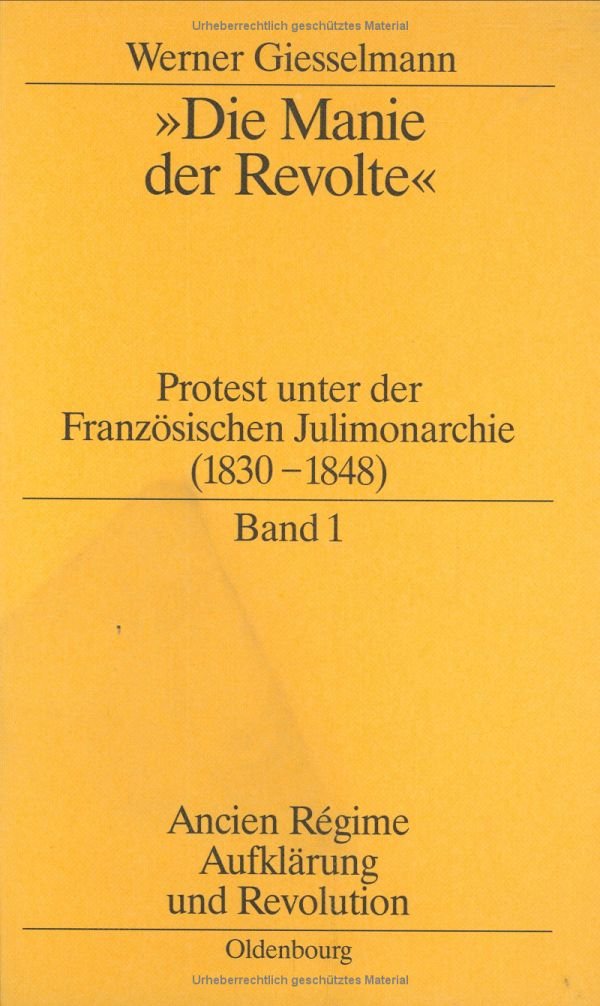 Urheberrechtlich geschütztes Material
Werner Giesselmann
»Die Manie
der Revolte«
Protest unter der
Französischen Julimonarchie
(1830 – 1848)
Band 1
Ancien Régime
Aufklärung
und Revolution
Oldenbourg
Urheberrechtlich geschütztes Material